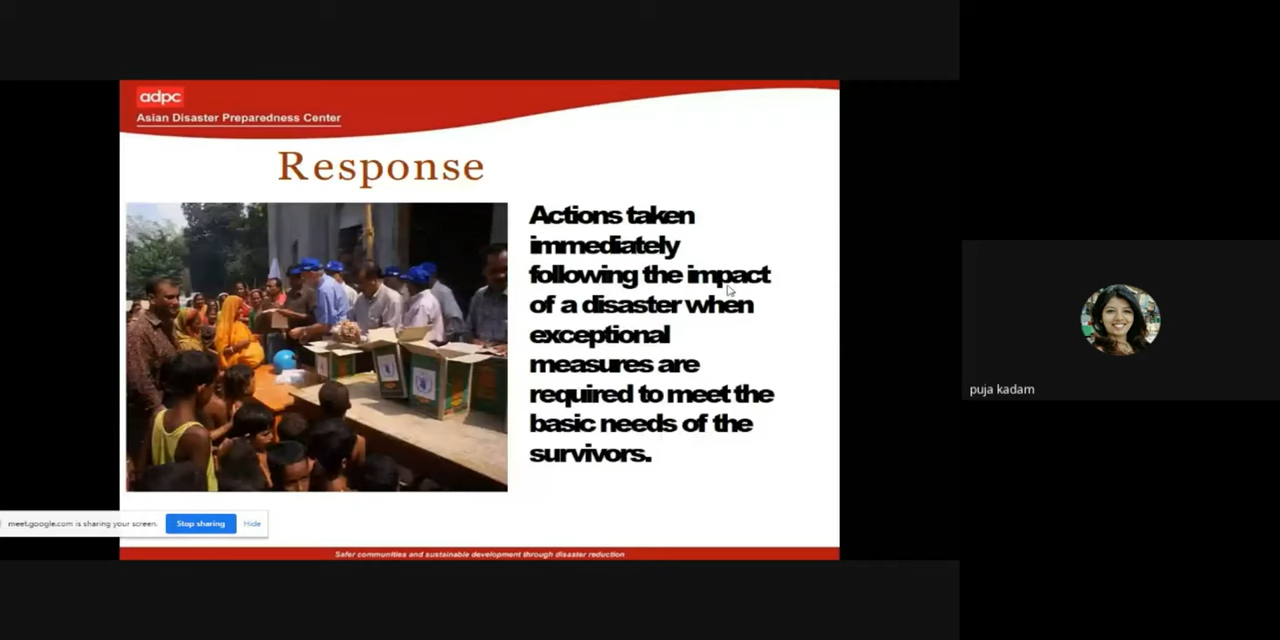 adpc
Asian Disaster Preparedness Center
Response
Actions taken
immediately
following the impact
of a disaster when
exceptional
measures are
required to meet the
basic needs of the
survivors.
puja kadam
meet.google.com is sharing your screen.
Stop sharing
Hide
Safer communities and sustainable development through disaster reduction